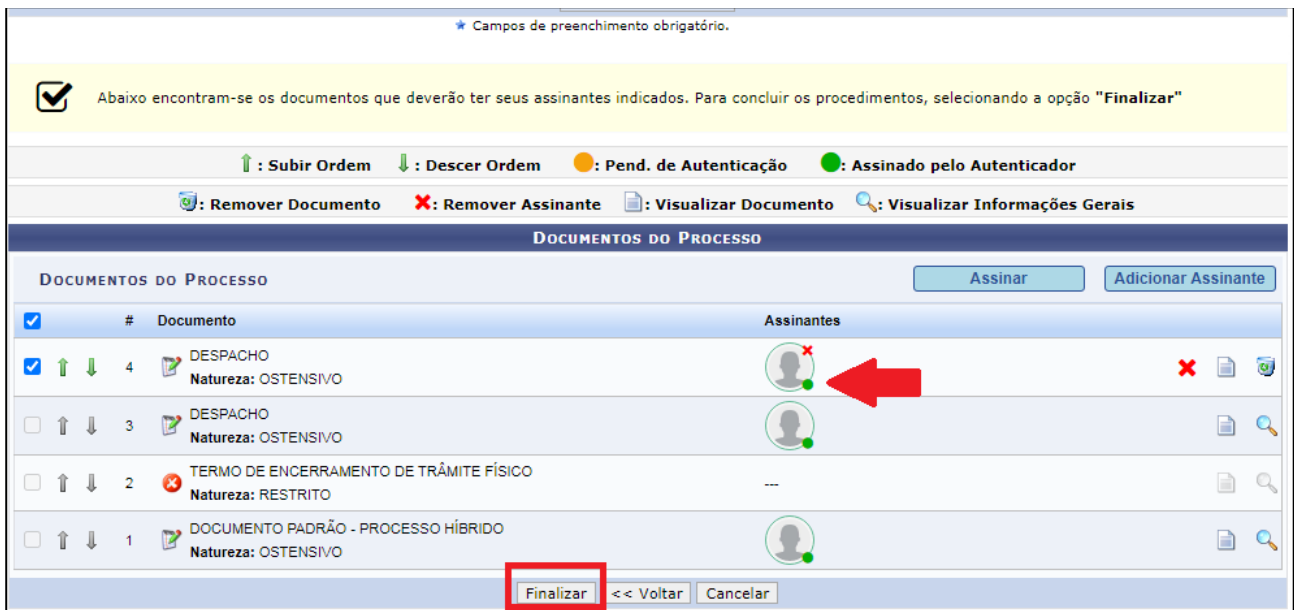 Campos de preenchimento obrigatório.
Abaixo encontram-se os documentos que deverão ter seus assinantes indicados. Para concluir os procedimentos, selecionando a opção "Finalizar"
: Subir Ordem : Descer Ordem : Pend. de Autenticação : Assinado pelo Autenticador
: Remover Documento : Remover Assinante : Visualizar Documento : Visualizar Informações Gerais
DOCUMENTOS DO PROCESSO
DOCUMENTOS DO PROCESSO Assinar Adicionar Assinante
# Documento Assinantes
4 DESPACHO
Natureza: OSTENSIVO
3 DESPACHO
Natureza: OSTENSIVO
2 TERMO DE ENCERRAMENTO DE TRÂMITE FÍSICO
Natureza: RESTRITO ---
1 DOCUMENTO PADRÃO - PROCESSO HÍBRIDO
Natureza: OSTENSIVO
Finalizar << Voltar Cancelar